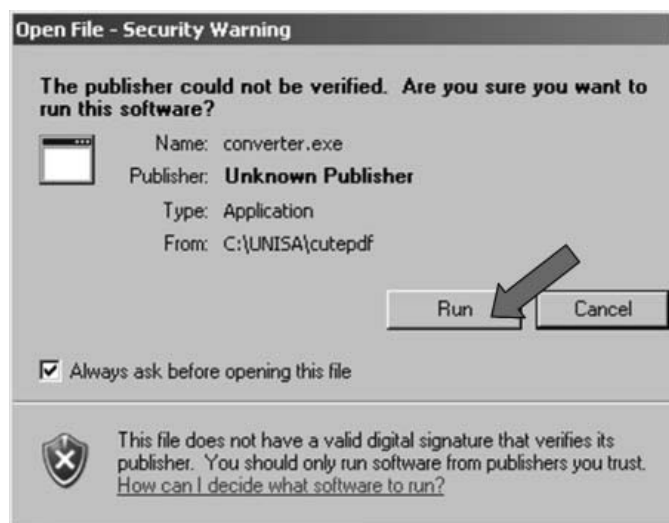 Open File - Security Warning
The publisher could not be verified.  Are you sure you want to
run this software?
Name: converter.exe
Publisher: Unknown Publisher
Type: Application
From: C:\UNISA\cutepdf
Run Cancel
Always ask before opening this file
This file does not have a valid digital signature that verifies its
publisher.  You should only run software from publishers you trust.
How can I decide what software to run?